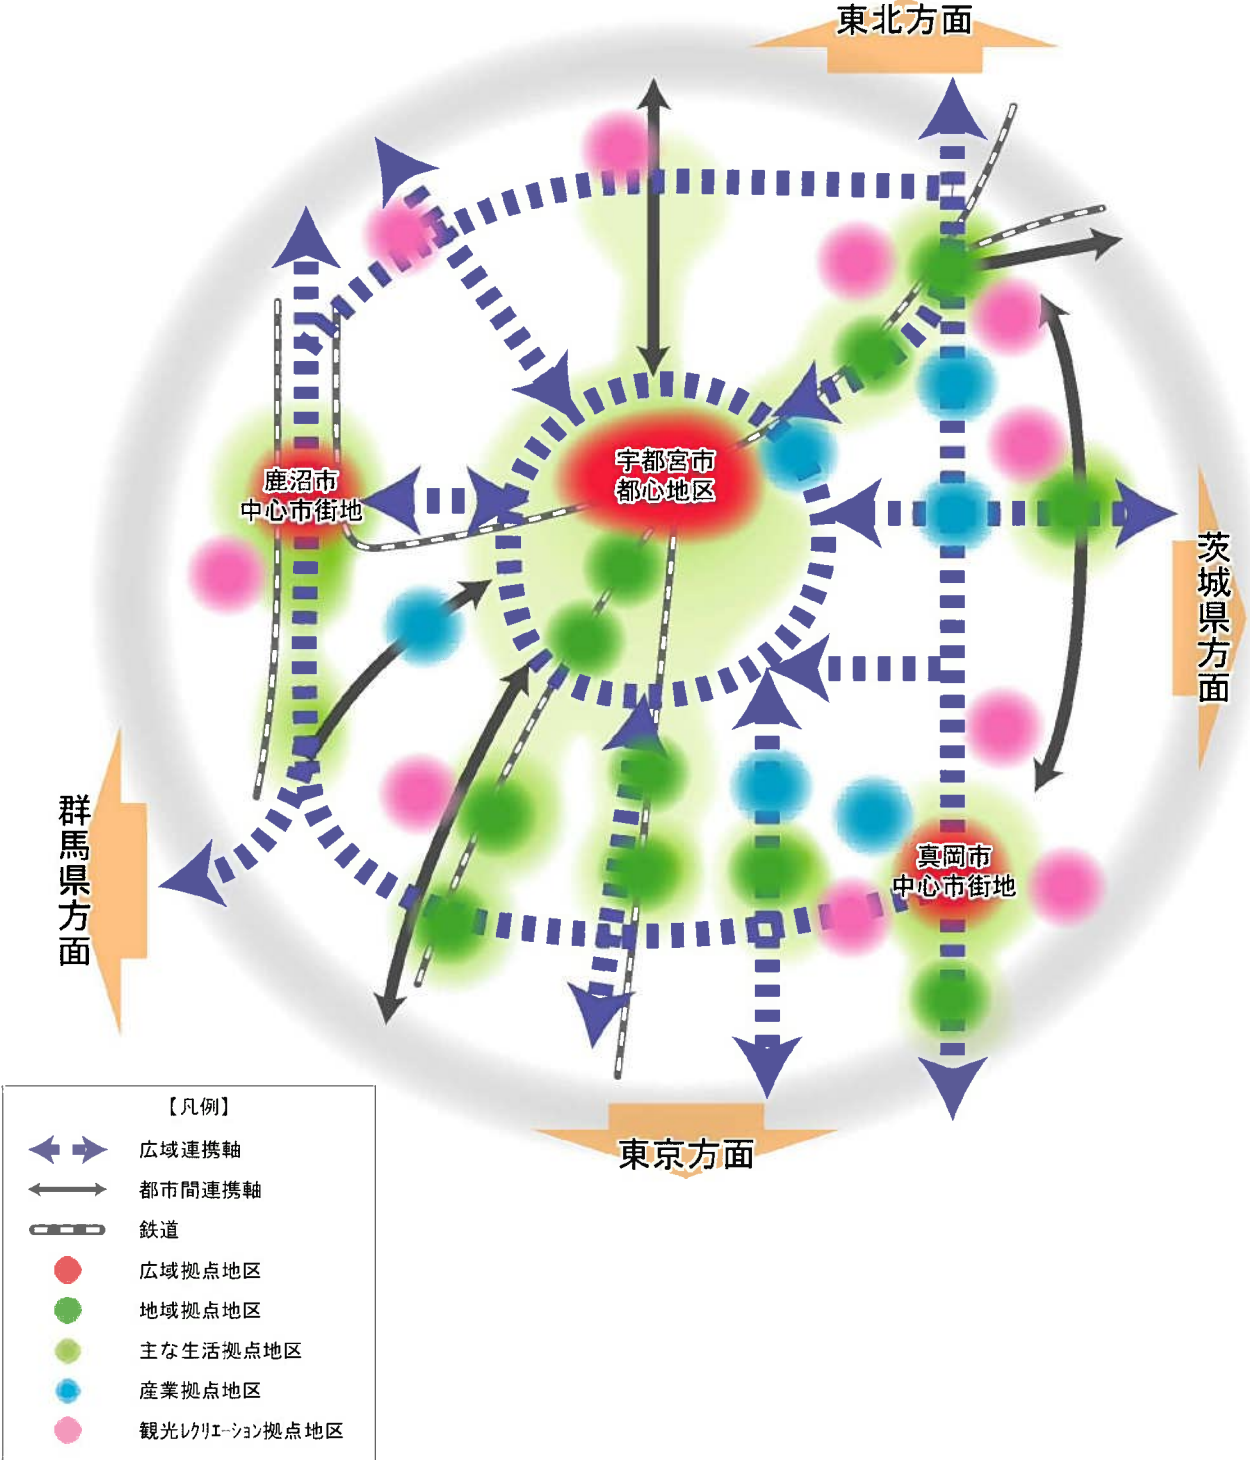 東北方面
宇都宮市
都心地区
鹿沼市
中心市街地
茨城県方面
群馬県方面
真岡市
中心市街地
東京方面
【凡例】
広域連携軸
都市間連携軸
鉄道
広域拠点地区
地域拠点地区
主な生活拠点地区
産業拠点地区
観光ﾚｸﾘｴｰｼｮﾝ拠点地区